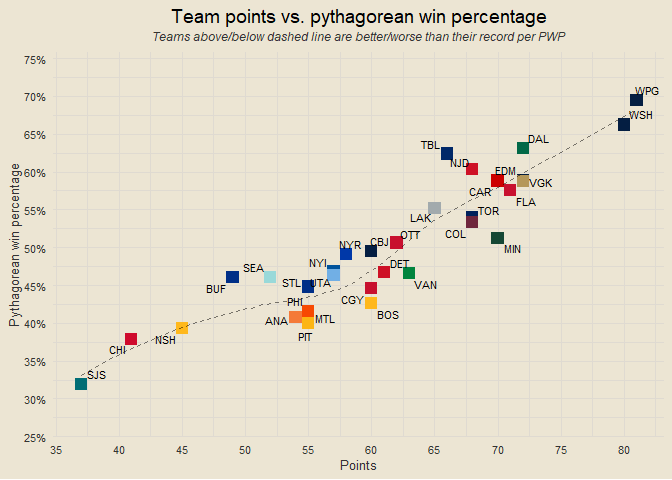 Team points vs. pythagorean win percentage
Teams above/below dashed line are better/worse than their record per PWP
Pythagorean win percentage
75%
70%
65%
60%
55%
50%
45%
40%
35%
30%
25%
WPG
WSH
DAL
TBL
NJD
EDM
VGK
CAR
FLA
LAK
TOR
COL
MIN
OTT
CBJ
NYR
DET
NYI
SEA
BUF
STL
UTA
VAN
CGY
BOS
PHI
MTL
ANA
PIT
NSH
CHI
SJS
35 40 45 50 55 60 65 70 75 80
Points